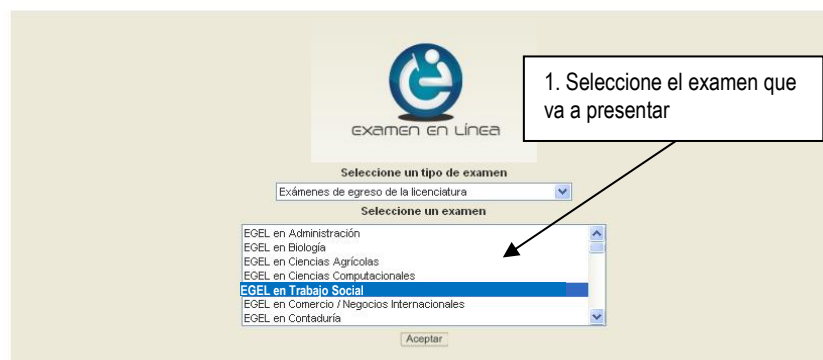 examen en línea
1. Seleccione el examen que
va a presentar
Seleccione un tipo de examen
Exámenes de egreso de la licenciatura
Seleccione un examen
EGEL en Administración
EGEL en Biología
EGEL en Ciencias Agrícolas
EGEL en Ciencias Computacionales
EGEL en Trabajo Social
EGEL en Comercio / Negocios Internacionales
EGEL en Contaduría
Aceptar